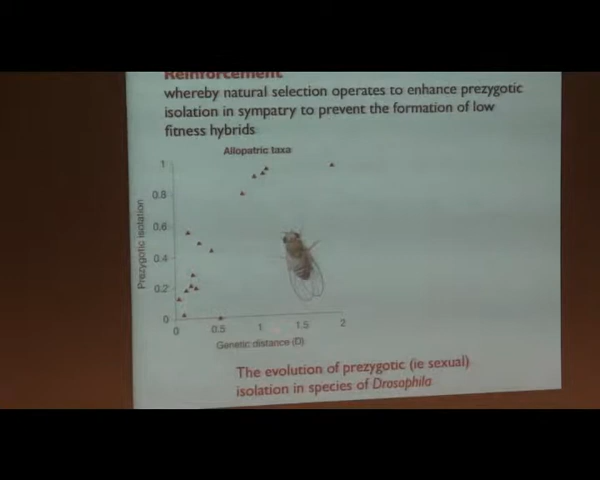 Reinforcement
whereby natural selection operates to enhance prezygotic
isolation in sympatry to prevent the formation of low
fitness hybrids
Allopatric taxa
1
0.8
0.6
0.4
0.2
0
Prezygotic isolation
0 0.5 1 1.5 2
Genetic distance (D)
The evolution of prezygotic (ie sexual)
isolation in species of Drosophila